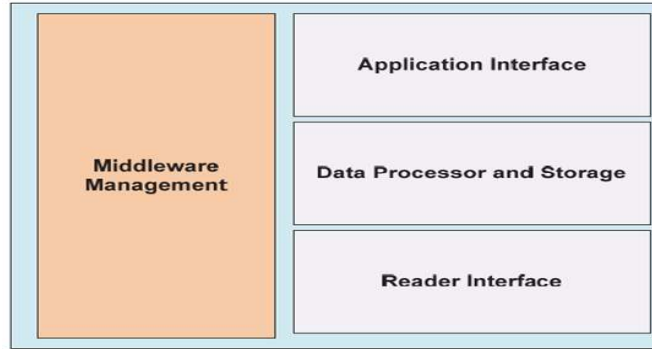 Middleware
Management
Application Interface
Data Processor and Storage
Reader Interface